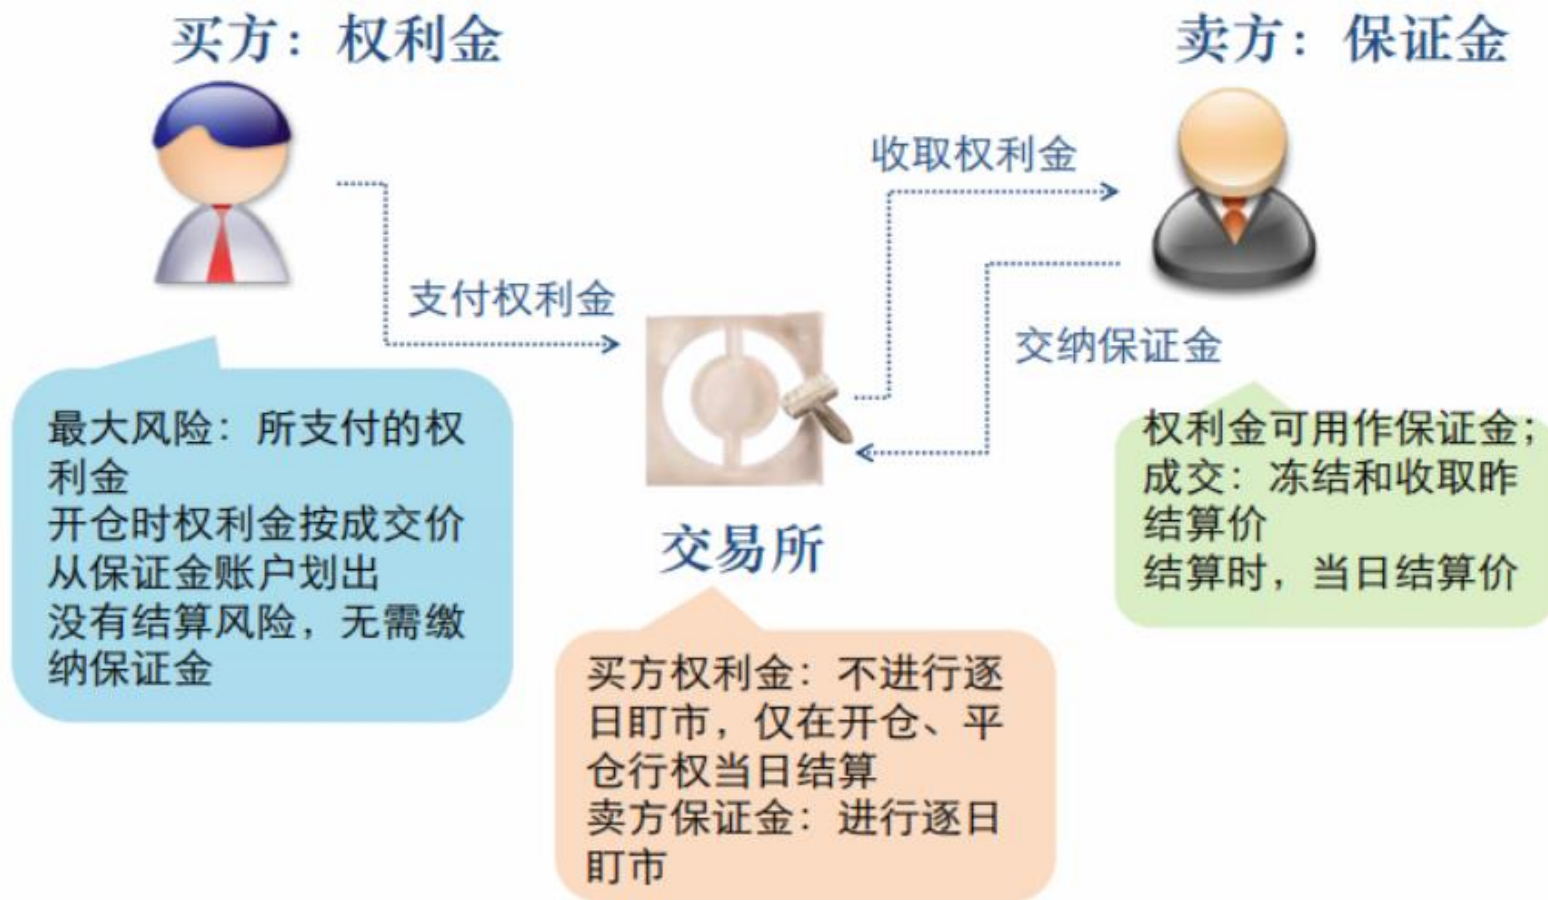 买方：权利金
卖方：保证金
收取权利金
支付权利金
交纳保证金
最大风险：所支付的权
利金
开仓时权利金按成交价
从保证金账户划出
没有结算风险，无需缴
纳保证金
交易所
权利金可用作保证金；
成交：冻结和收取昨
结算价
结算时，当日结算价
买方权利金：不进行逐
日盯市，仅在开仓、平
仓行权当日结算
卖方保证金：进行逐日
盯市